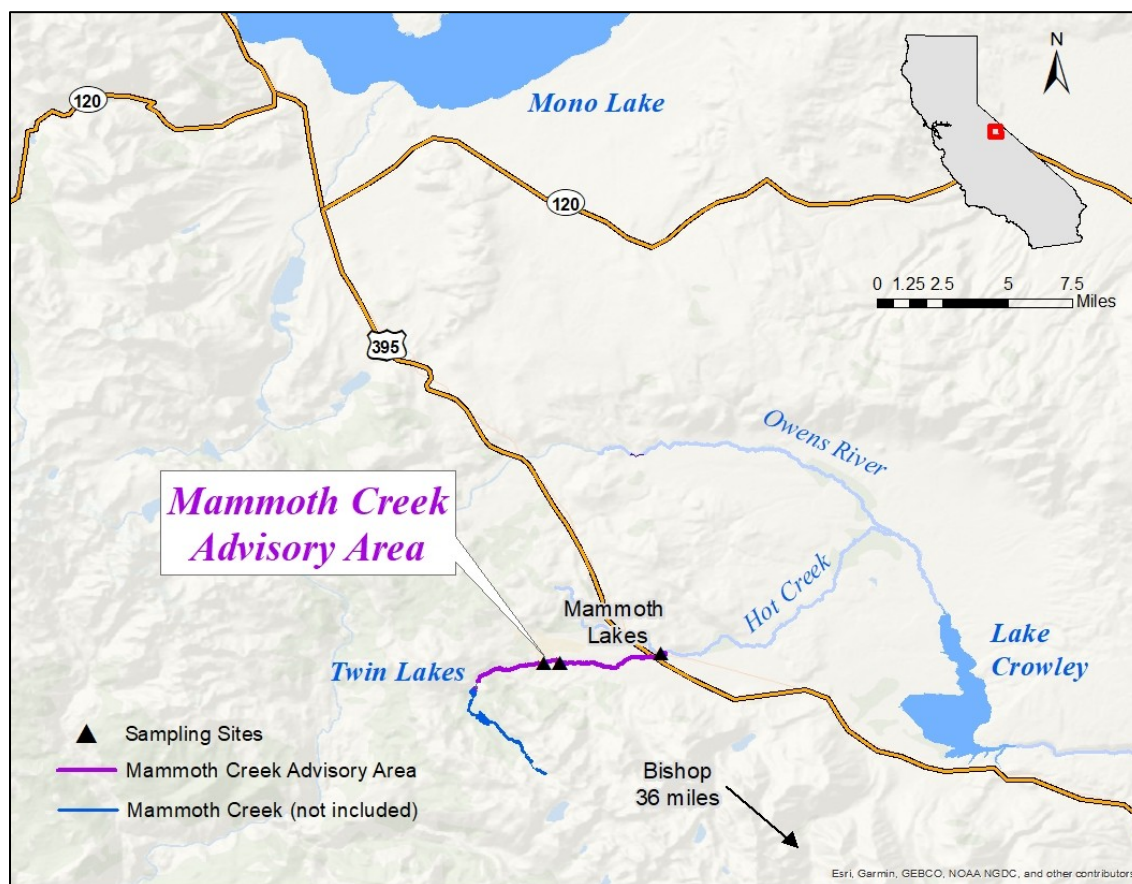 N
Mono Lake
120
120
0 1.25 2.5 5 7.5
Miles
395
Owens River
Mammoth Creek
Advisory Area
Hot Creek
Mammoth
Lakes
Twin Lakes
Lake
Crowley
Sampling Sites
Mammoth Creek Advisory Area
Mammoth Creek (not included)
Bishop
36 miles
Esri, Garmin, GEBCO, NOAA NGDC, and other contributors